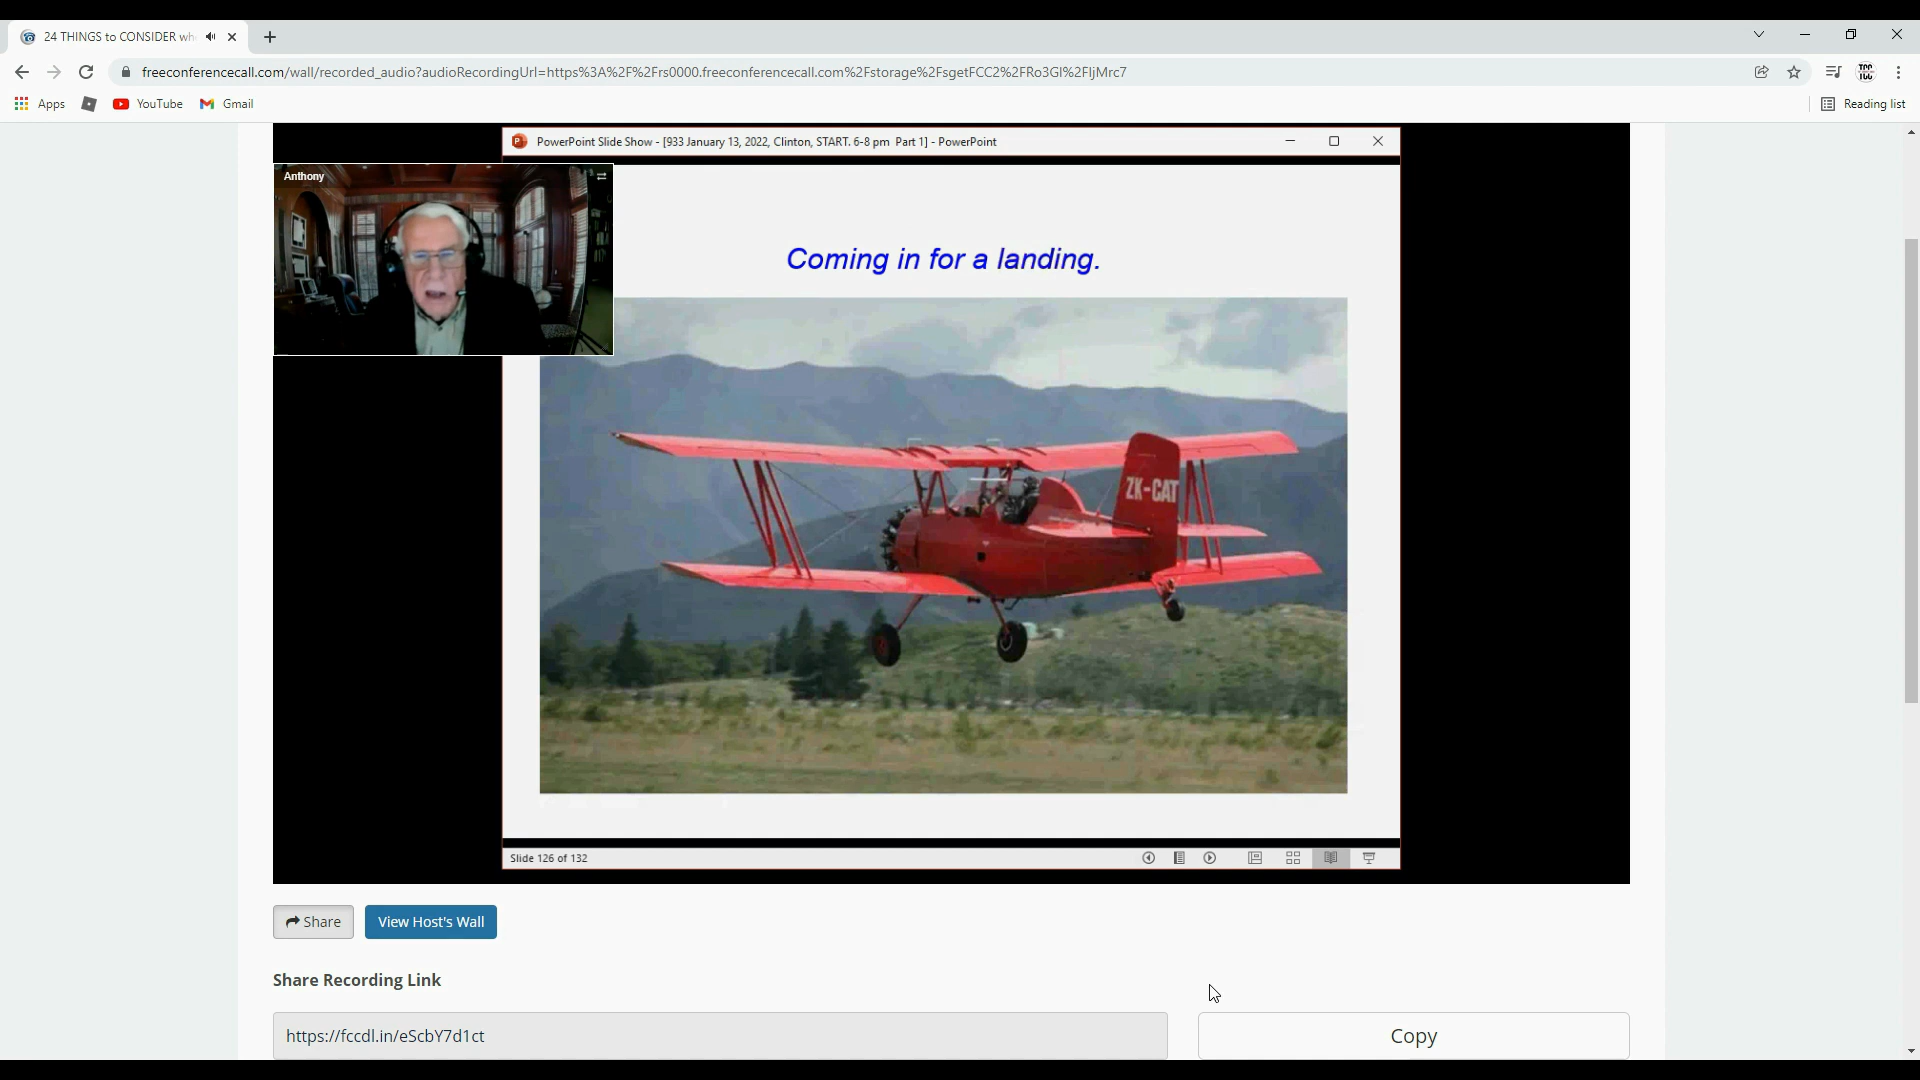 24 THINGS to CONSIDER wh
freeconferencecall.com/wall/recorded_audio?audioRecordingUrl=https%3A%2F%2Frs0000.freeconferencecall.com%2Fstorage%2FsgetFCC2%2FRo3GI%2FIjMrc7
Apps
YouTube
Gmail
Reading list
PowerPoint Slide Show - [933 January 13, 2022, Clinton, START. 6-8 pm Part 1] - PowerPoint
Anthony
Coming in for a landing.
ZK-CAT
Slide 126 of 132
Share
View Host's Wall
Share Recording Link
https://fccdl.in/eScbY7d1ct
Copy